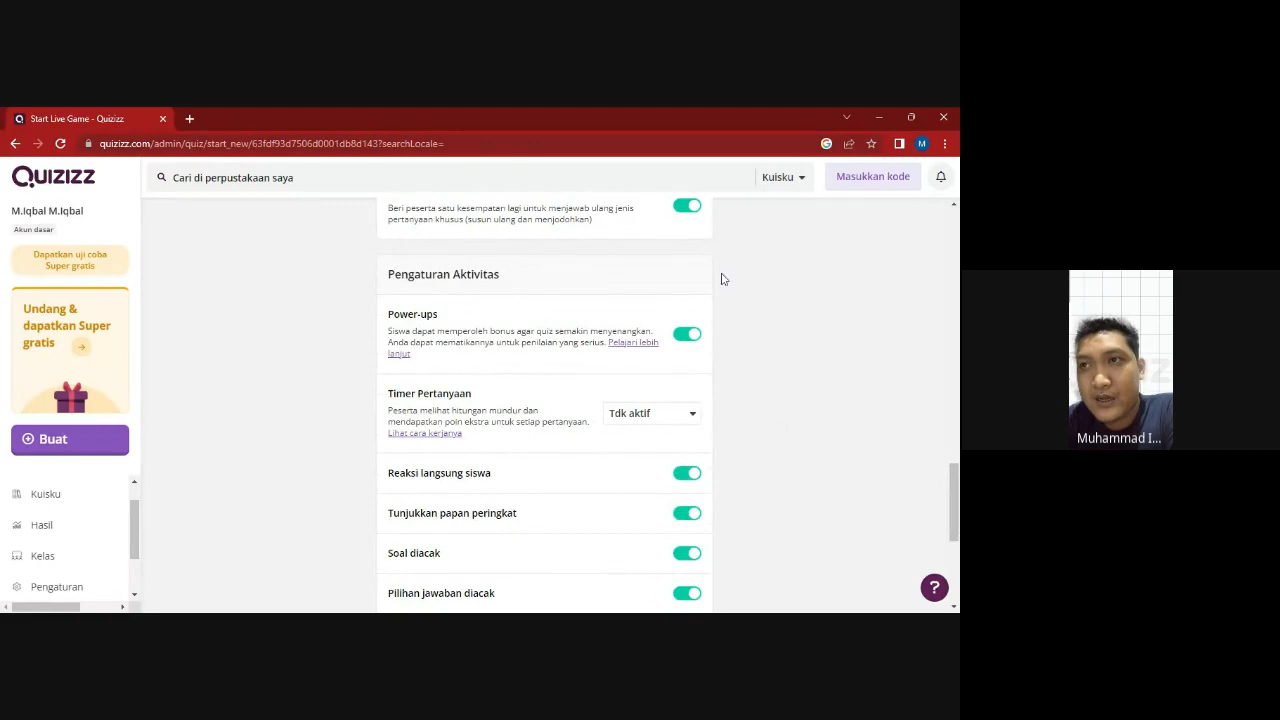 Start Live Game - Quizizz
quizizz.com/admin/quiz/start_new/63fdf93d7506d0001db8d143?searchLocale=
M
QUIZIZZ
Cari di perpustakaan saya
Kuisku
Masukkan kode
M.Iqbal M.Iqbal
Akun dasar
Dapatkan uji coba
Super gratis
Undang &
dapatkan Super
gratis
Buat
Kuisku
Hasil
Kelas
Pengaturan
Beri peserta satu kesempatan lagi untuk menjawab ulang jenis
pertanyaan khusus (susun ulang dan menjodohkan)
Pengaturan Aktivitas
Power-ups
Siswa dapat memperoleh bonus agar quiz semakin menyenangkan.
Anda dapat mematikannya untuk penilaian yang serius. Pelajari lebih
lanjut
Timer Pertanyaan
Peserta melihat hitungan mundur dan
mendapatkan poin ekstra untuk setiap pertanyaan.
Lihat cara kerjanya
Tdk aktif
Reaksi langsung siswa
Tunjukkan papan peringkat
Soal diacak
Pilihan jawaban diacak
?
Muhammad I...